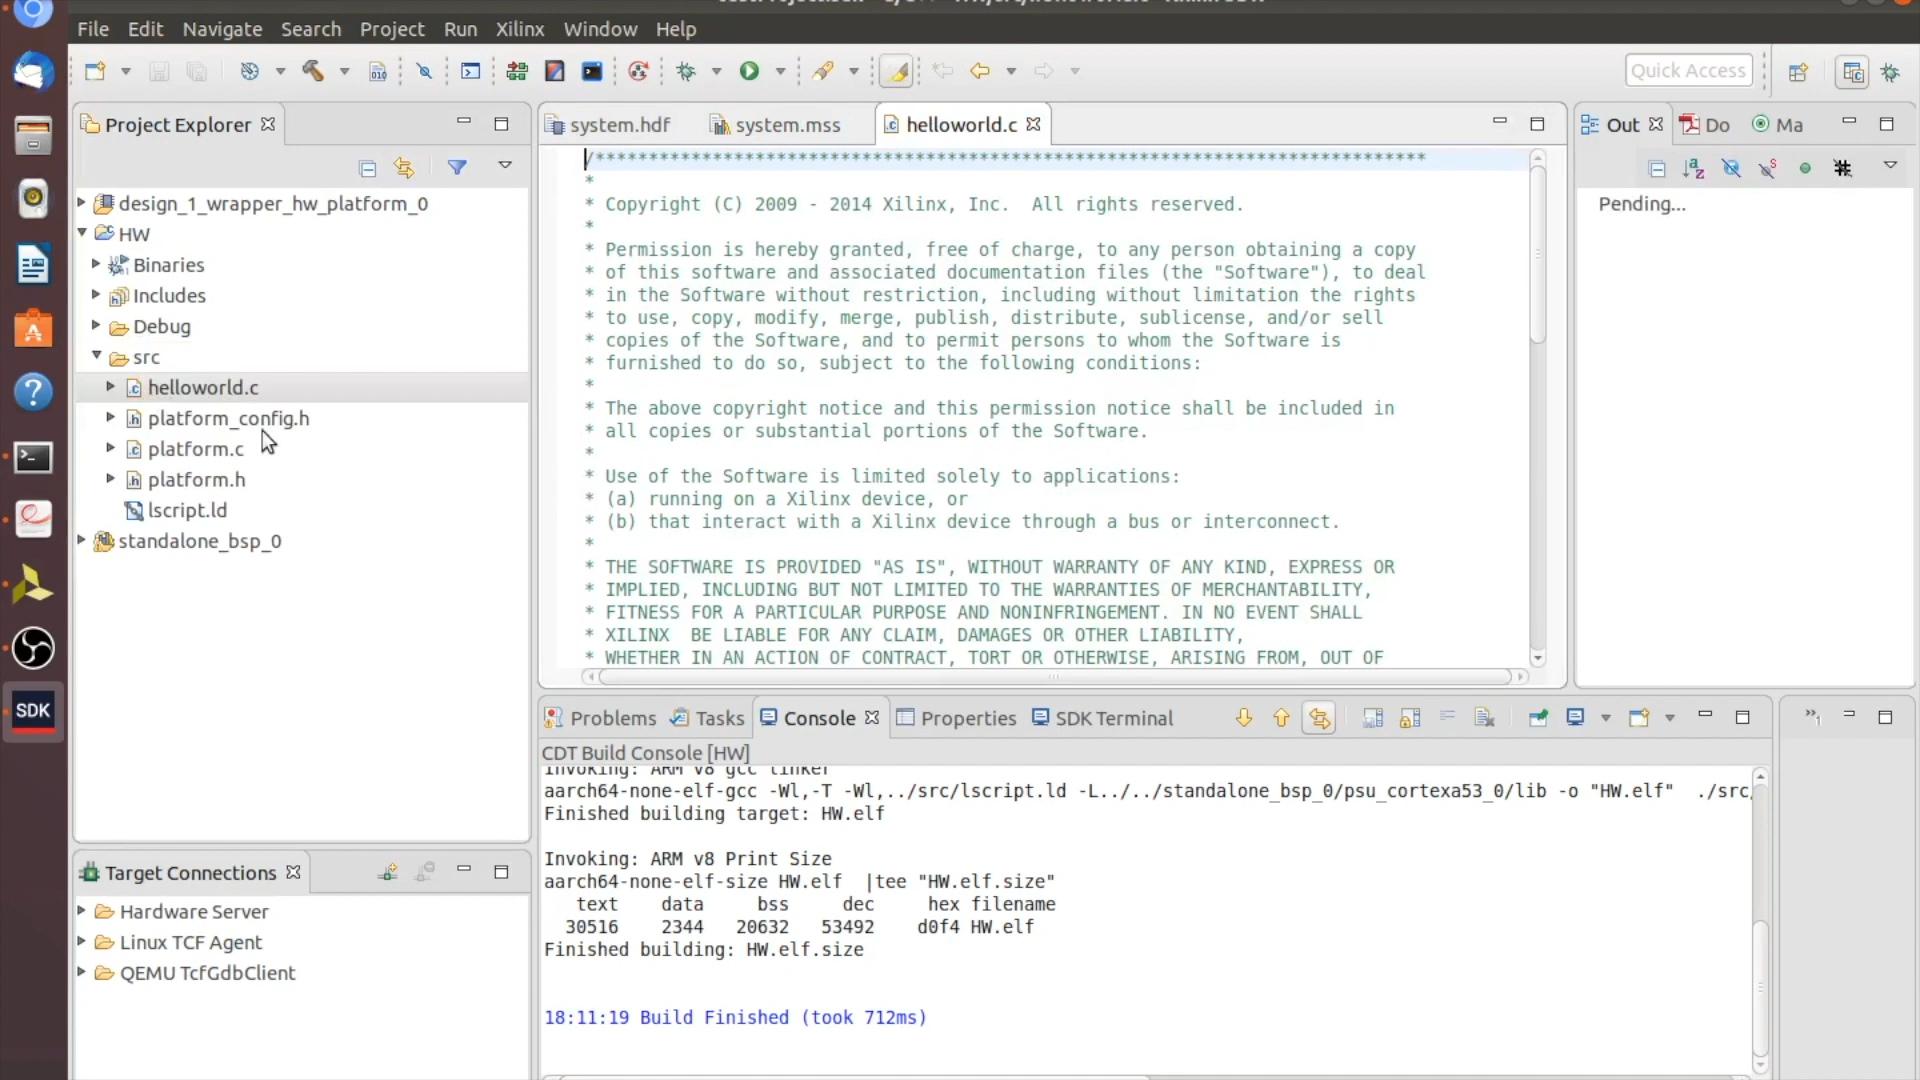 File Edit Navigate Search Project Run Xilinx Window Help
Quick Access
Project Explorer
design_1_wrapper_hw_platform_0
HW
Binaries
Includes
Debug
src
helloworld.c
platform_config.h
platform.c
platform.h
lscript.ld
standalone_bsp_0
SDK
Target Connections
Hardware Server
Linux TCF Agent
QEMU TcfGdbClient
system.hdf system.mss helloworld.c
/******************************************************************************
*
* Copyright (C) 2009 - 2014 Xilinx, Inc.  All rights reserved.
*
* Permission is hereby granted, free of charge, to any person obtaining a copy
* of this software and associated documentation files (the "Software"), to deal
* in the Software without restriction, including without limitation the rights
* to use, copy, modify, merge, publish, distribute, sublicense, and/or sell
* copies of the Software, and to permit persons to whom the Software is
* furnished to do so, subject to the following conditions:
*
* The above copyright notice and this permission notice shall be included in
* all copies or substantial portions of the Software.
*
* Use of the Software is limited solely to applications:
* (a) running on a Xilinx device, or
* (b) that interact with a Xilinx device through a bus or interconnect.
*
* THE SOFTWARE IS PROVIDED "AS IS", WITHOUT WARRANTY OF ANY KIND, EXPRESS OR
* IMPLIED, INCLUDING BUT NOT LIMITED TO THE WARRANTIES OF MERCHANTABILITY,
* FITNESS FOR A PARTICULAR PURPOSE AND NONINFRINGEMENT. IN NO EVENT SHALL
* XILINX  BE LIABLE FOR ANY CLAIM, DAMAGES OR OTHER LIABILITY,
* WHETHER IN AN ACTION OF CONTRACT, TORT OR OTHERWISE, ARISING FROM, OUT OF
Out Do Ma
Pending...
Problems Tasks Console Properties SDK Terminal
CDT Build Console [HW]
Invoking: ARM v8 gcc linker
aarch64-none-elf-gcc -Wl,-T -Wl,../src/lscript.ld -L../../standalone_bsp_0/psu_cortexa53_0/lib -o "HW.elf"  ./src/
Finished building target: HW.elf
Invoking: ARM v8 Print Size
aarch64-none-elf-size HW.elf  |tee "HW.elf.size"
text data bss dec hex filename
30516 2344 20632 53492 d0f4 HW.elf
Finished building: HW.elf.size
18:11:19 Build Finished (took 712ms)